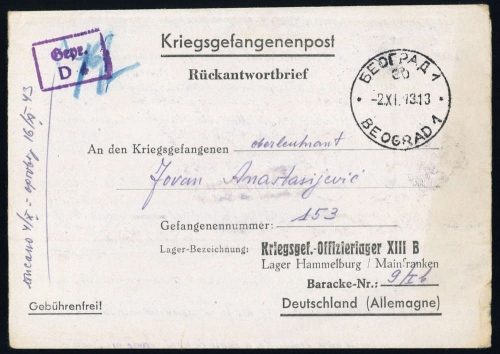 Kriegsgefangenenpost
Gepr.
D
Rückantwortbrief
БЕОГРАД 1
-2.XI.43.13
BEOGRAD 1
An den Kriegsgefangenen oberleutnant
Jovan Anastasijević
Gefangenennummer: 153
Lager-Bezeichnung: Kriegsgef.-Offizierlager XIII B
Lager Hammelburg / Mainfranken
Baracke-Nr.: 9/
Gebührenfrei!
Deutschland (Allemagne)